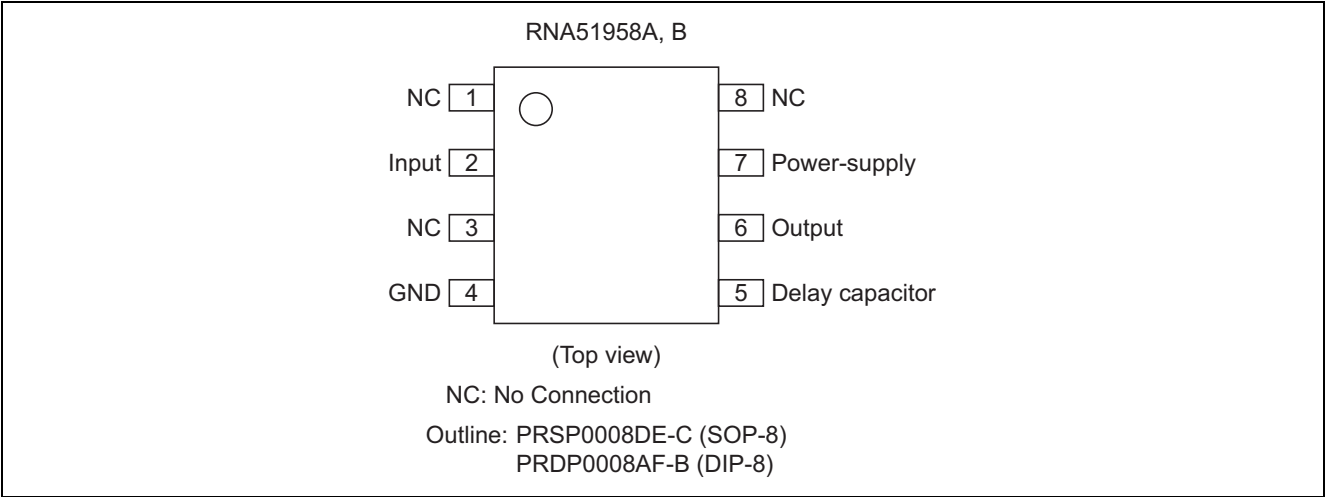 RNA51958A, B
NC 1 8 NC
Input 2 7 Power-supply
NC 3 6 Output
GND 4 5 Delay capacitor
(Top view)
NC: No Connection
Outline: PRSP0008DE-C (SOP-8)
PRDP0008AF-B (DIP-8)